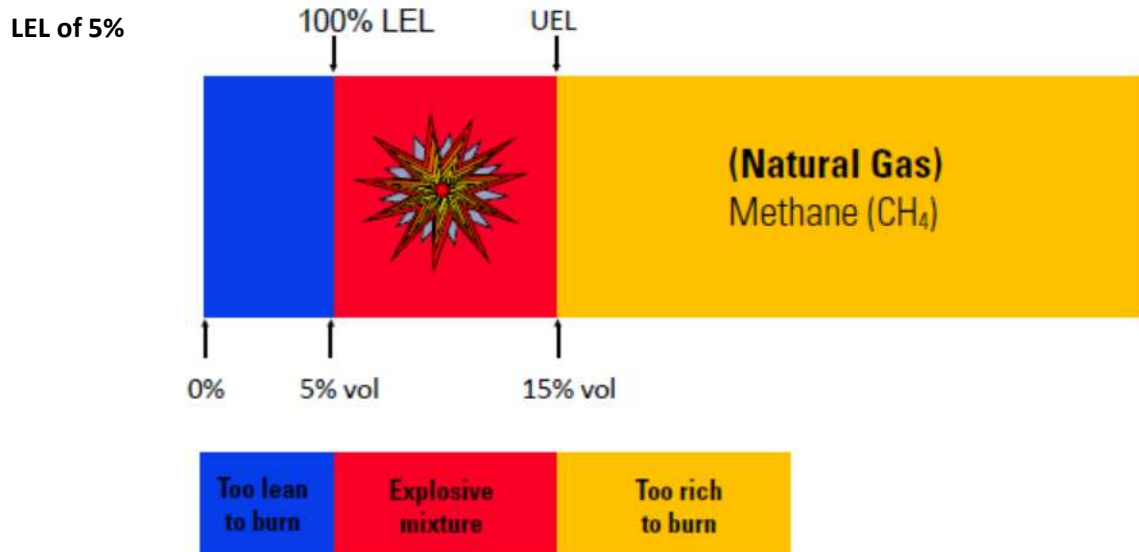 LEL of 5%
100% LEL
UEL
(Natural Gas)
Methane (CH₄)
0%
5% vol
15% vol
Too lean
to burn
Explosive
mixture
Too rich
to burn